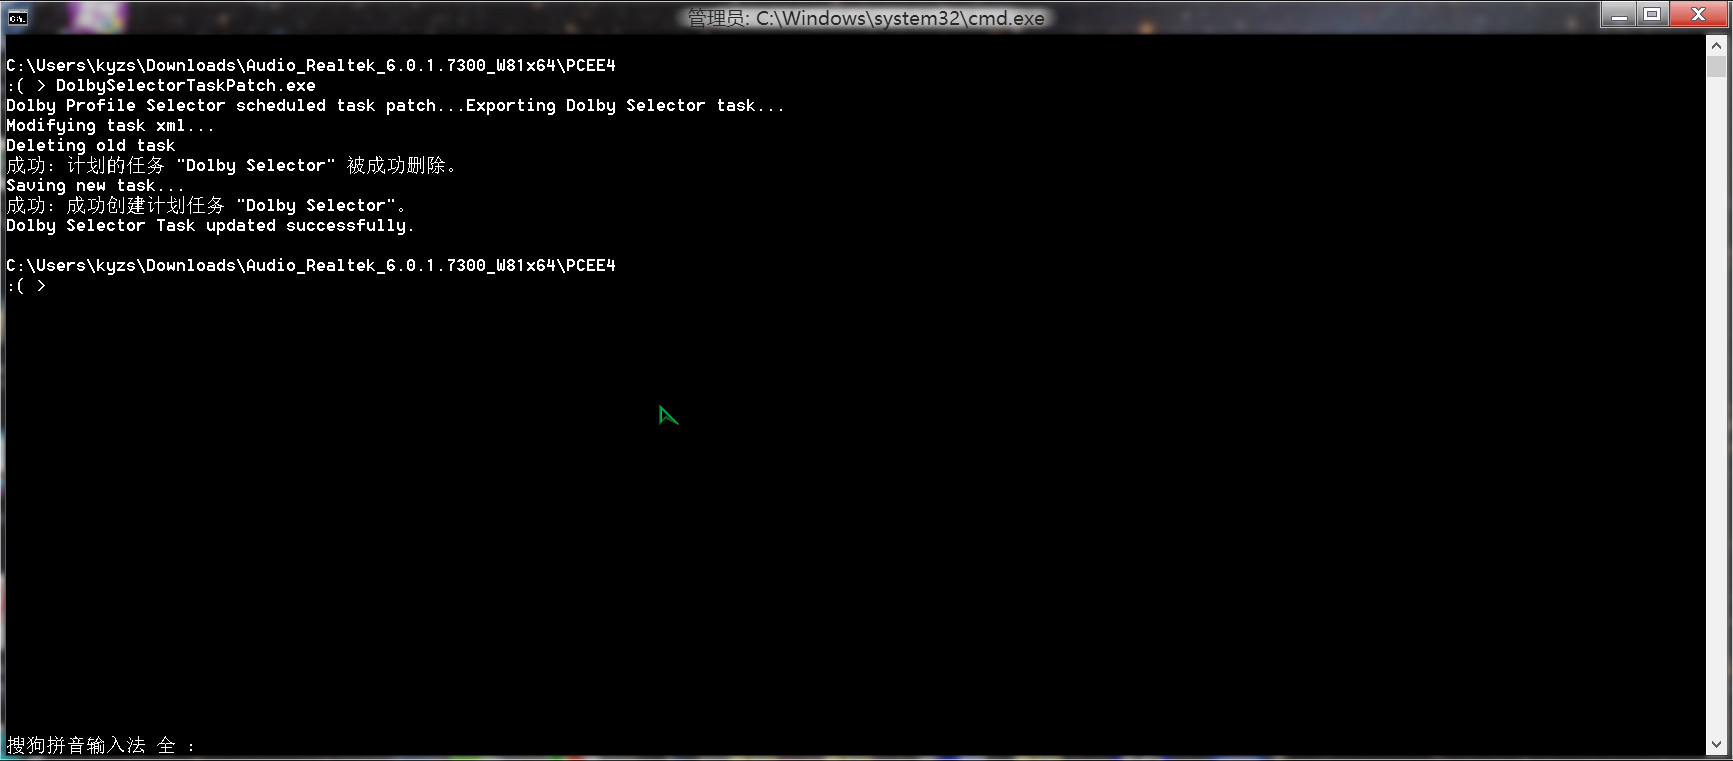 管理员: C:\Windows\system32\cmd.exe
C:\Users\kyzs\Downloads\Audio_Realtek_6.0.1.7300_W81x64\PCEE4
:( > DolbySelectorTaskPatch.exe
Dolby Profile Selector scheduled task patch...Exporting Dolby Selector task...
Modifying task xml...
Deleting old task
成功: 计划的任务 "Dolby Selector" 被成功删除。
Saving new task...
成功: 成功创建计划任务 "Dolby Selector"。
Dolby Selector Task updated successfully.
C:\Users\kyzs\Downloads\Audio_Realtek_6.0.1.7300_W81x64\PCEE4
:( >
搜狗拼音输入法 全 :